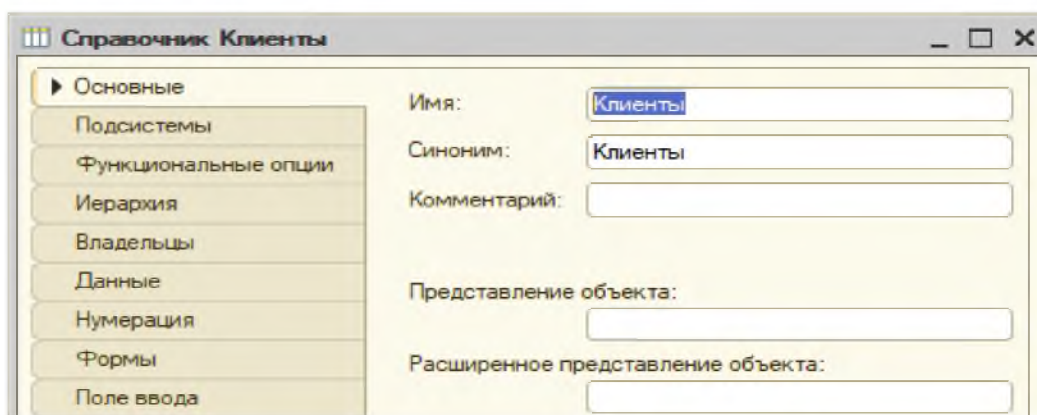 Справочник Клиенты
Основные
Подсистемы
Функциональные опции
Иерархия
Владельцы
Данные
Нумерация
Формы
Поле ввода
Имя: Клиенты
Синоним: Клиенты
Комментарий:
Представление объекта:
Расширенное представление объекта: